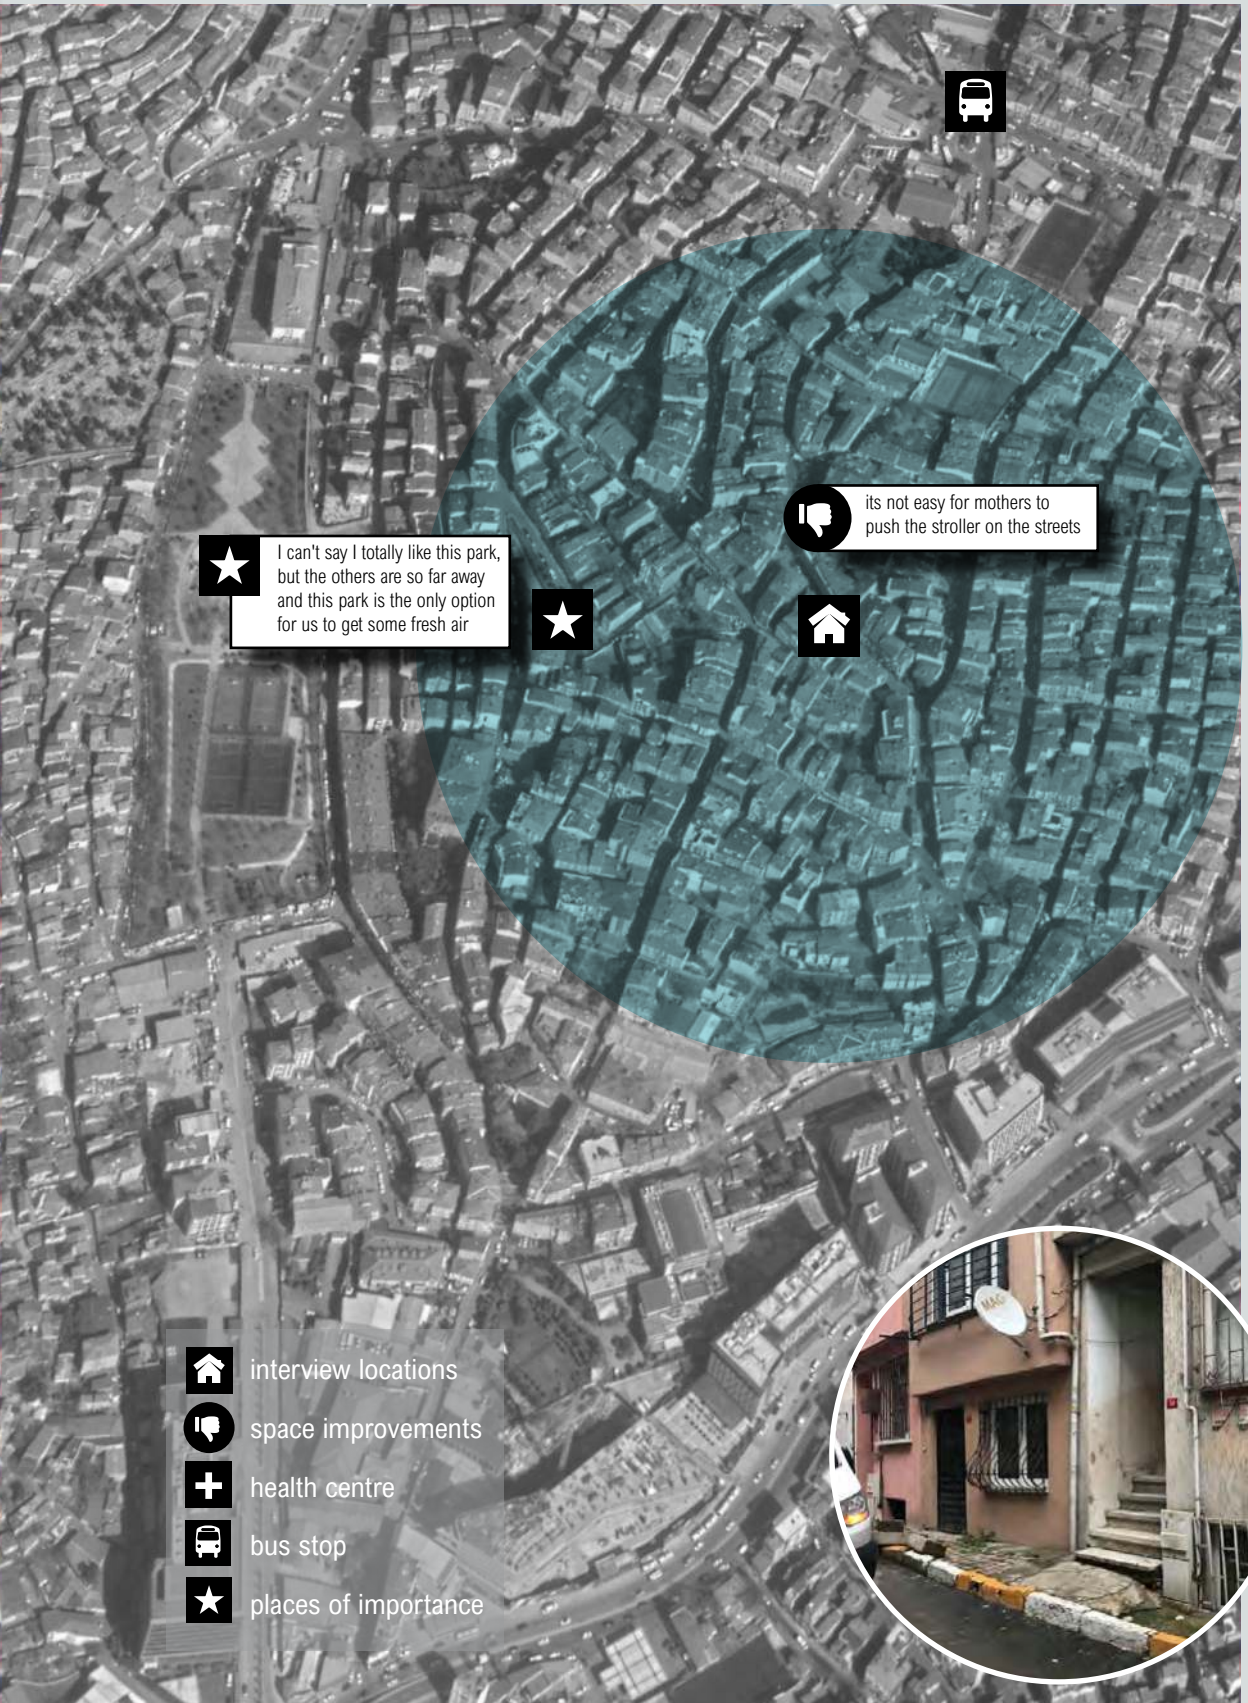 its not easy for mothers to
push the stroller on the streets
I can't say I totally like this park,
but the others are so far away
and this park is the only option
for us to get some fresh air
MAG
interview locations
space improvements
health centre
bus stop
places of importance